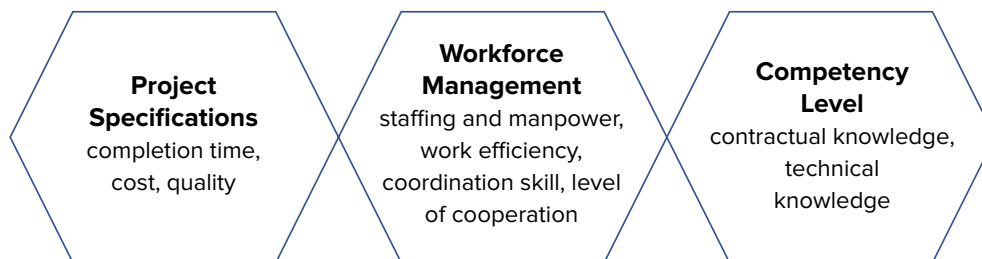 Project
Specifications
completion time,
cost, quality
Workforce
Management
staffing and manpower,
work efficiency,
coordination skill, level
of cooperation
Competency
Level
contractual knowledge,
technical
knowledge